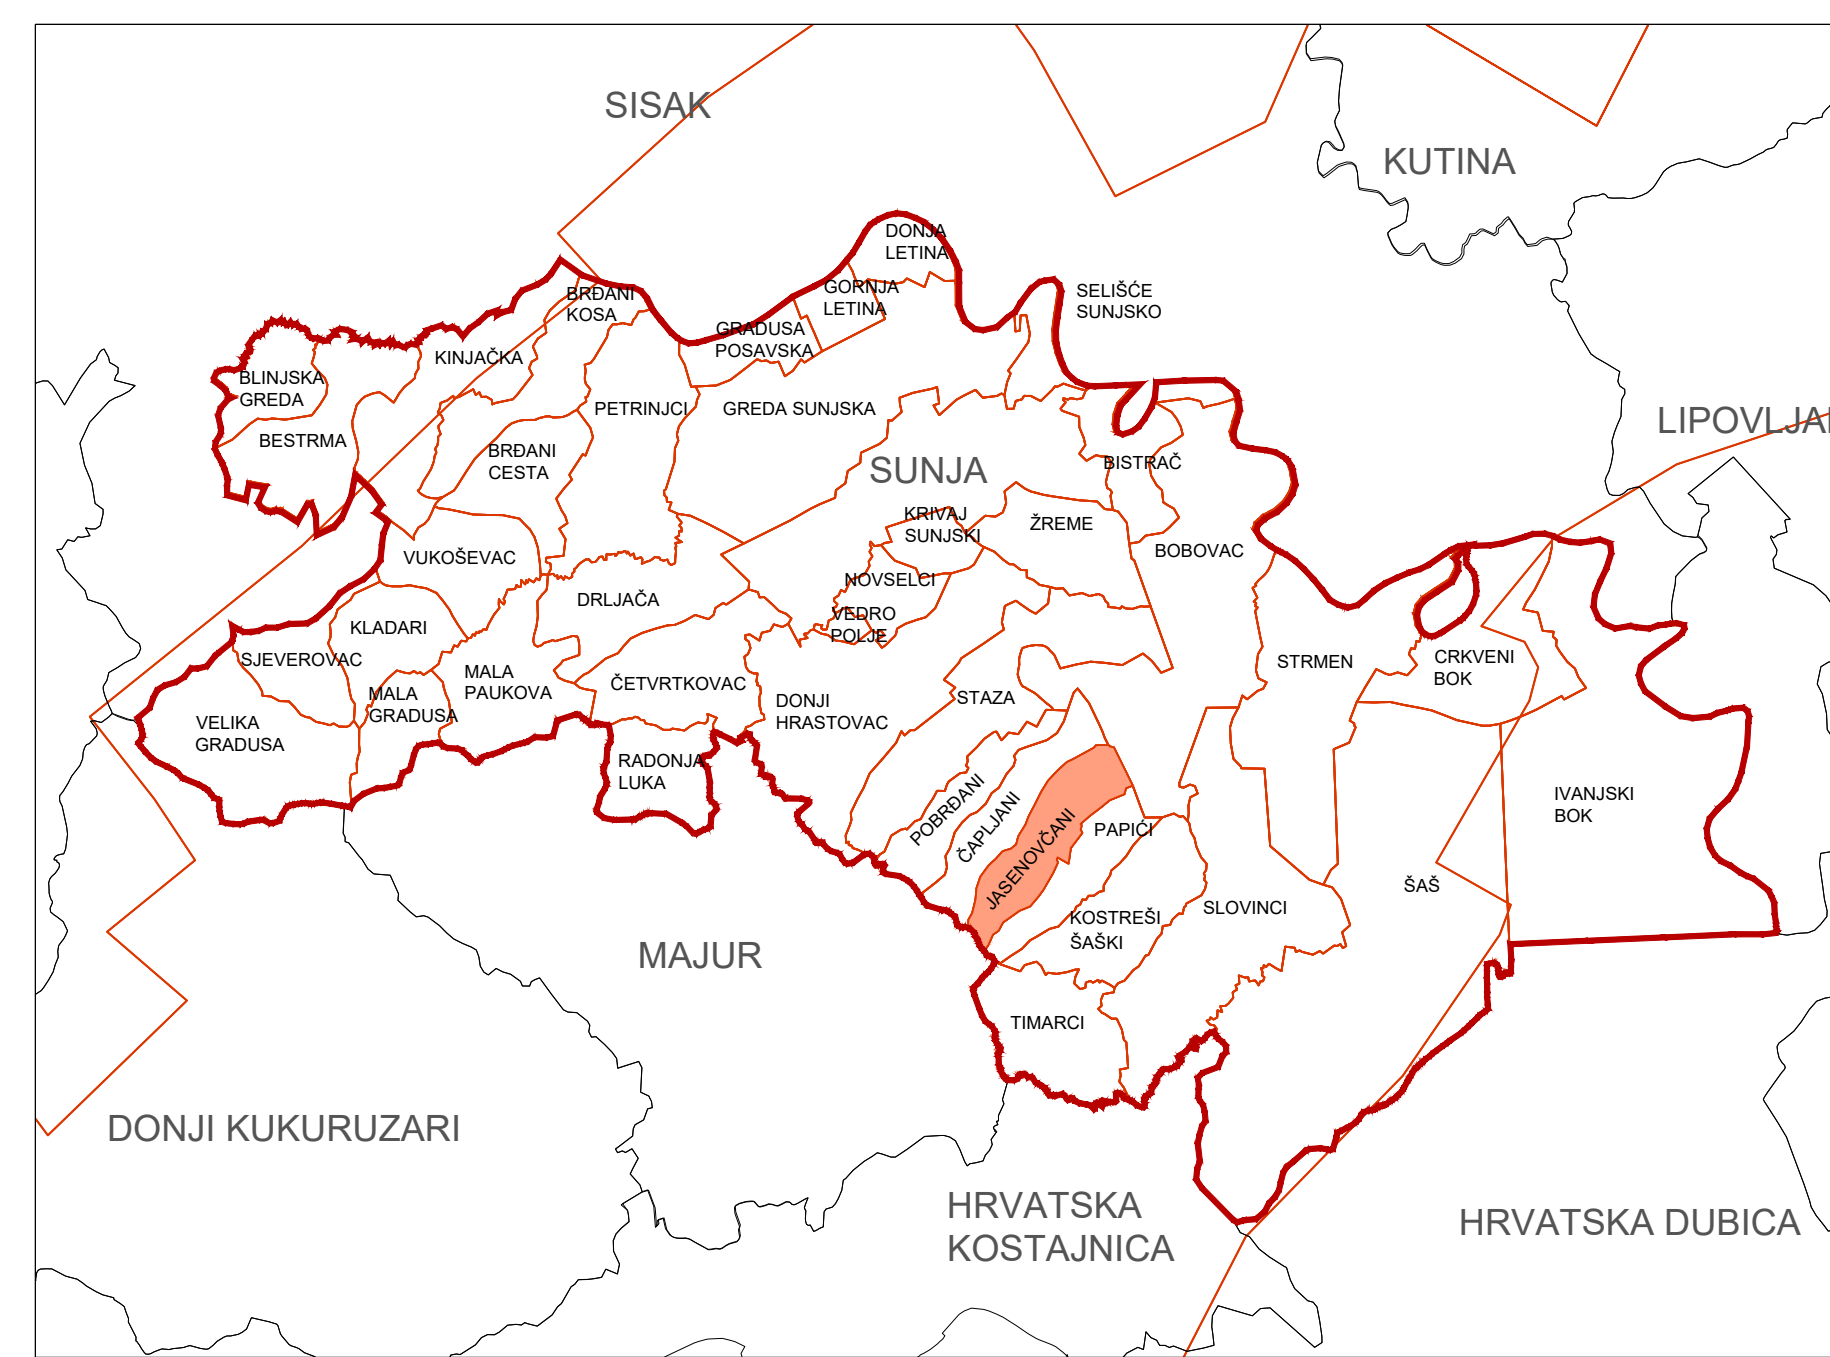 SISAK
KUTINA
DONJA
LETINA
GORNJA
LETINA
SELIŠĆE
SUNJSKO
BRĐANI
KOSA
GRADUSA
POSAVSKA
KINJAČKA
BLINJSKA
GREDA
BESTRMA
PETRINJCI
GREDA SUNJSKA
LIPOVLJA
BRĐANI
CESTA
SUNJA
BISTRAČ
KRIVAJ
SUNJSKI
ŽREME
BOBOVAC
VUKOŠEVAC
NOVSELCI
DRLJAČA
VEDRO
POLJE
KLADARI
SJEVEROVAC
MALA
PAUKOVA
ČETVRTKOVAC
STRMEN
CRKVENI
BOK
MALA
GRADUSA
DONJI
HRASTOVAC
STAZA
VELIKA
GRADUSA
RADONJA
LUKA
POBRĐANI
ČAPLJANI
JASENOVČANI
PAPIĆI
IVANJSKI
BOK
ŠAŠ
KOSTREŠI
ŠAŠKI
SLOVINCI
MAJUR
TIMARCI
DONJI KUKURUZARI
HRVATSKA
KOSTAJNICA
HRVATSKA DUBICA